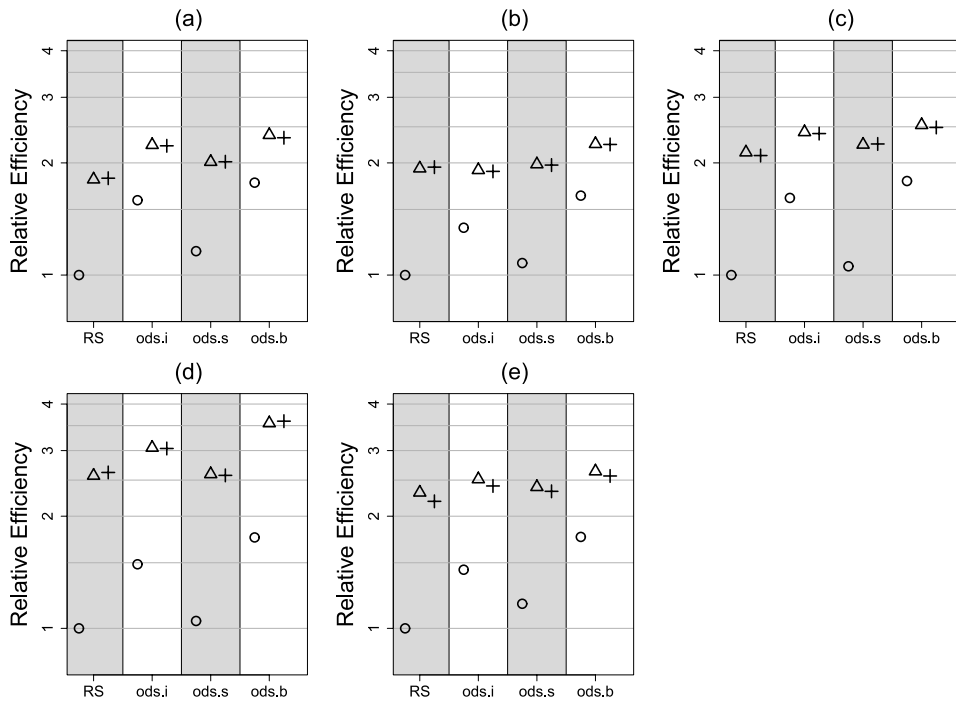 (a)
Relative Efficiency
4
3
2
1
RS ods.i ods.s ods.b
(b)
Relative Efficiency
4
3
2
1
RS ods.i ods.s ods.b
(c)
Relative Efficiency
4
3
2
1
RS ods.i ods.s ods.b
(d)
Relative Efficiency
4
3
2
1
RS ods.i ods.s ods.b
(e)
Relative Efficiency
4
3
2
1
RS ods.i ods.s ods.b